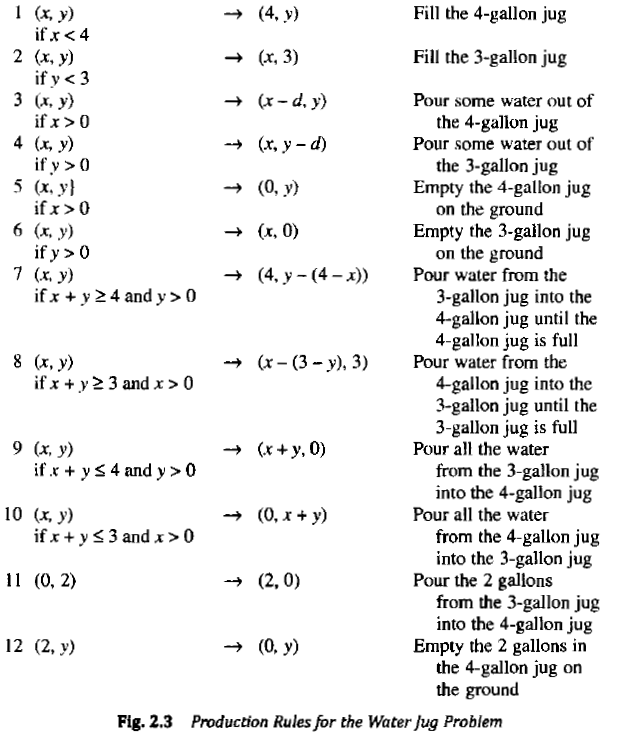 1 (x, y) → (4, y) Fill the 4-gallon jug
if x < 4
2 (x, y) → (x, 3) Fill the 3-gallon jug
if y < 3
3 (x, y) → (x – d, y) Pour some water out of
if x > 0 the 4-gallon jug
4 (x, y) → (x, y – d) Pour some water out of
if y > 0 the 3-gallon jug
5 (x, y} → (0, y) Empty the 4-gallon jug
if x > 0 on the ground
6 (x, y) → (x, 0) Empty the 3-gallon jug
if y > 0 on the ground
7 (x, y) → (4, y – (4 – x)) Pour water from the
if x + y ≥ 4 and y > 0 3-gallon jug into the
4-gallon jug until the
4-gallon jug is full
8 (x, y) → (x – (3 – y), 3) Pour water from the
if x + y ≥ 3 and x > 0 4-gallon jug into the
3-gallon jug until the
3-gallon jug is full
9 (x, y) → (x + y, 0) Pour all the water
if x + y ≤ 4 and y > 0 from the 3-gallon jug
into the 4-gallon jug
10 (x, y) → (0, x + y) Pour all the water
if x + y ≤ 3 and x > 0 from the 4-gallon jug
into the 3-gallon jug
11 (0, 2) → (2, 0) Pour the 2 gallons
from the 3-gallon jug
into the 4-gallon jug
12 (2, y) → (0, y) Empty the 2 gallons in
the 4-gallon jug on
the ground
Fig. 2.3 Production Rules for the Water Jug Problem